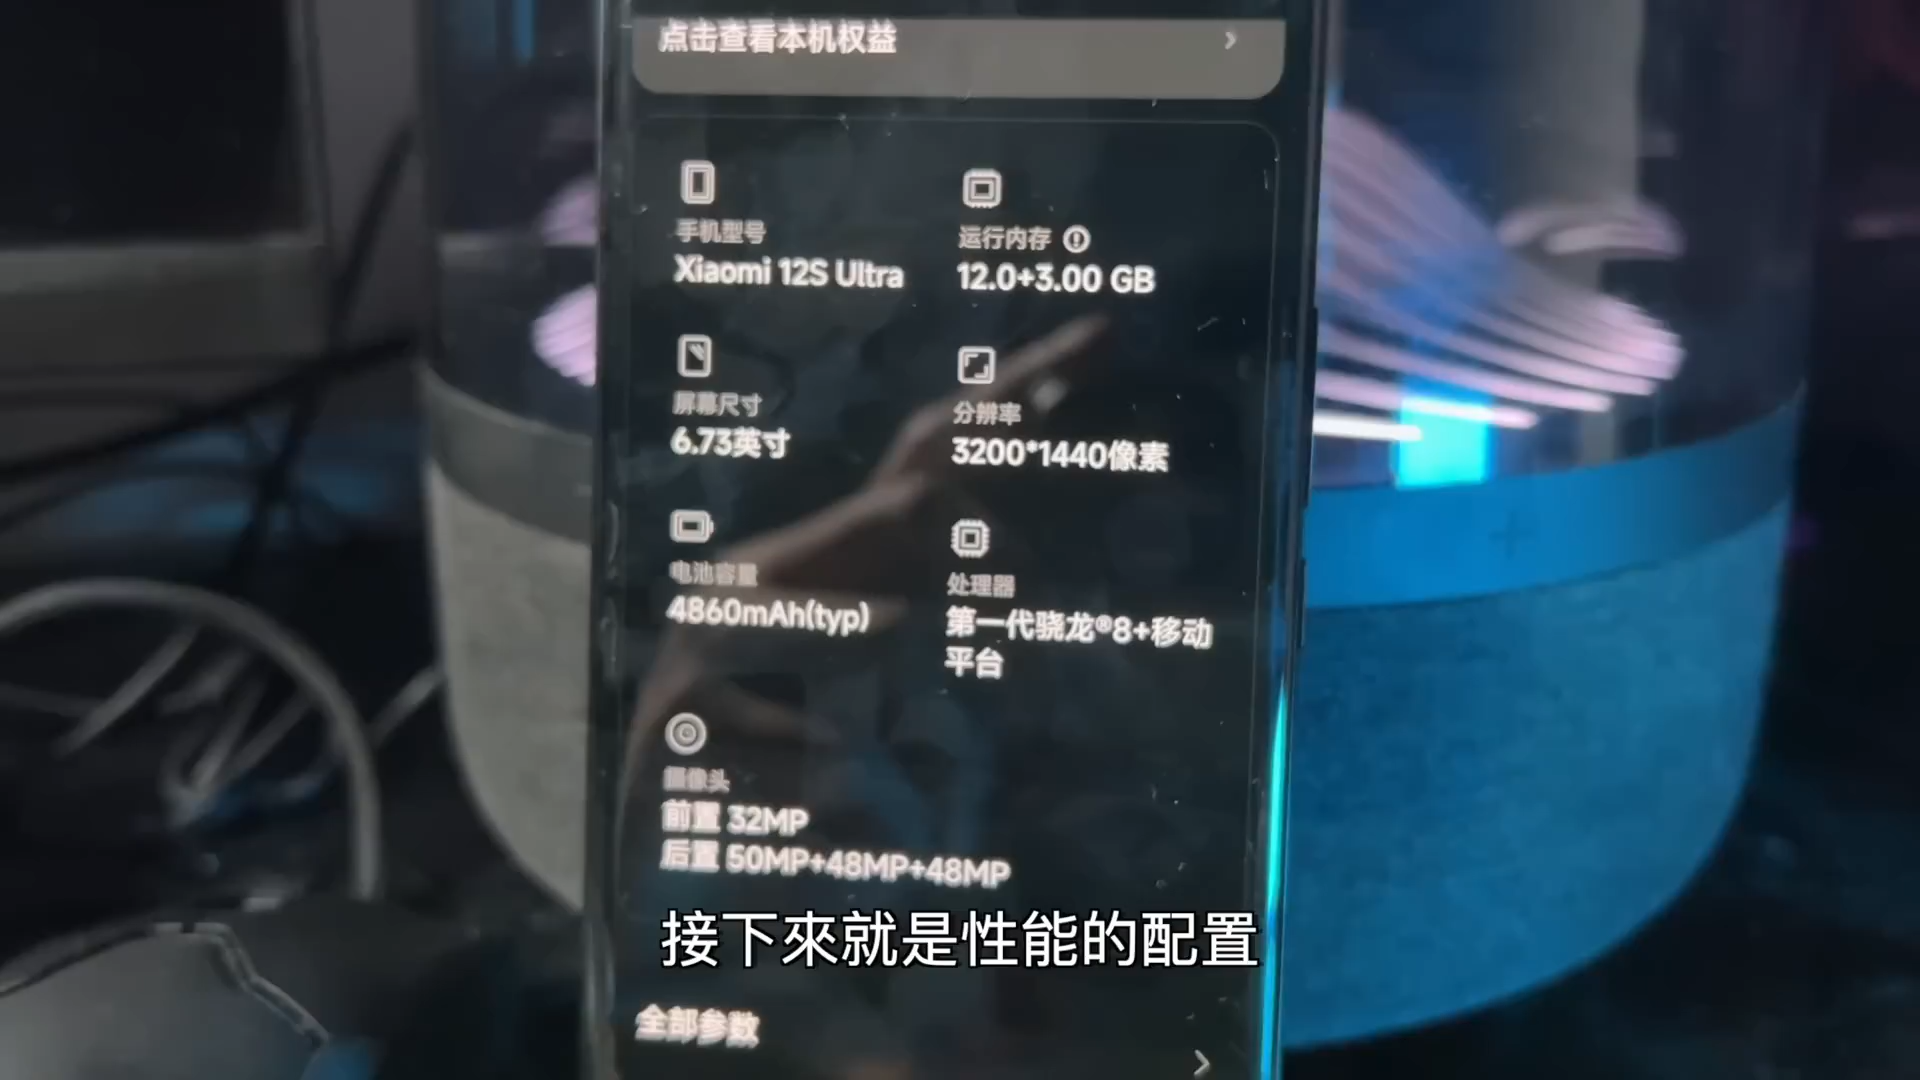 点击查看本机权益
手机型号
Xiaomi 12S Ultra
运行内存
12.0+3.00 GB
屏幕尺寸
6.73英寸
分辨率
3200*1440像素
电池容量
4860mAh(typ)
处理器
第一代骁龙®8+移动
平台
摄像头
前置 32MP
后置 50MP+48MP+48MP
接下來就是性能的配置
全部参数